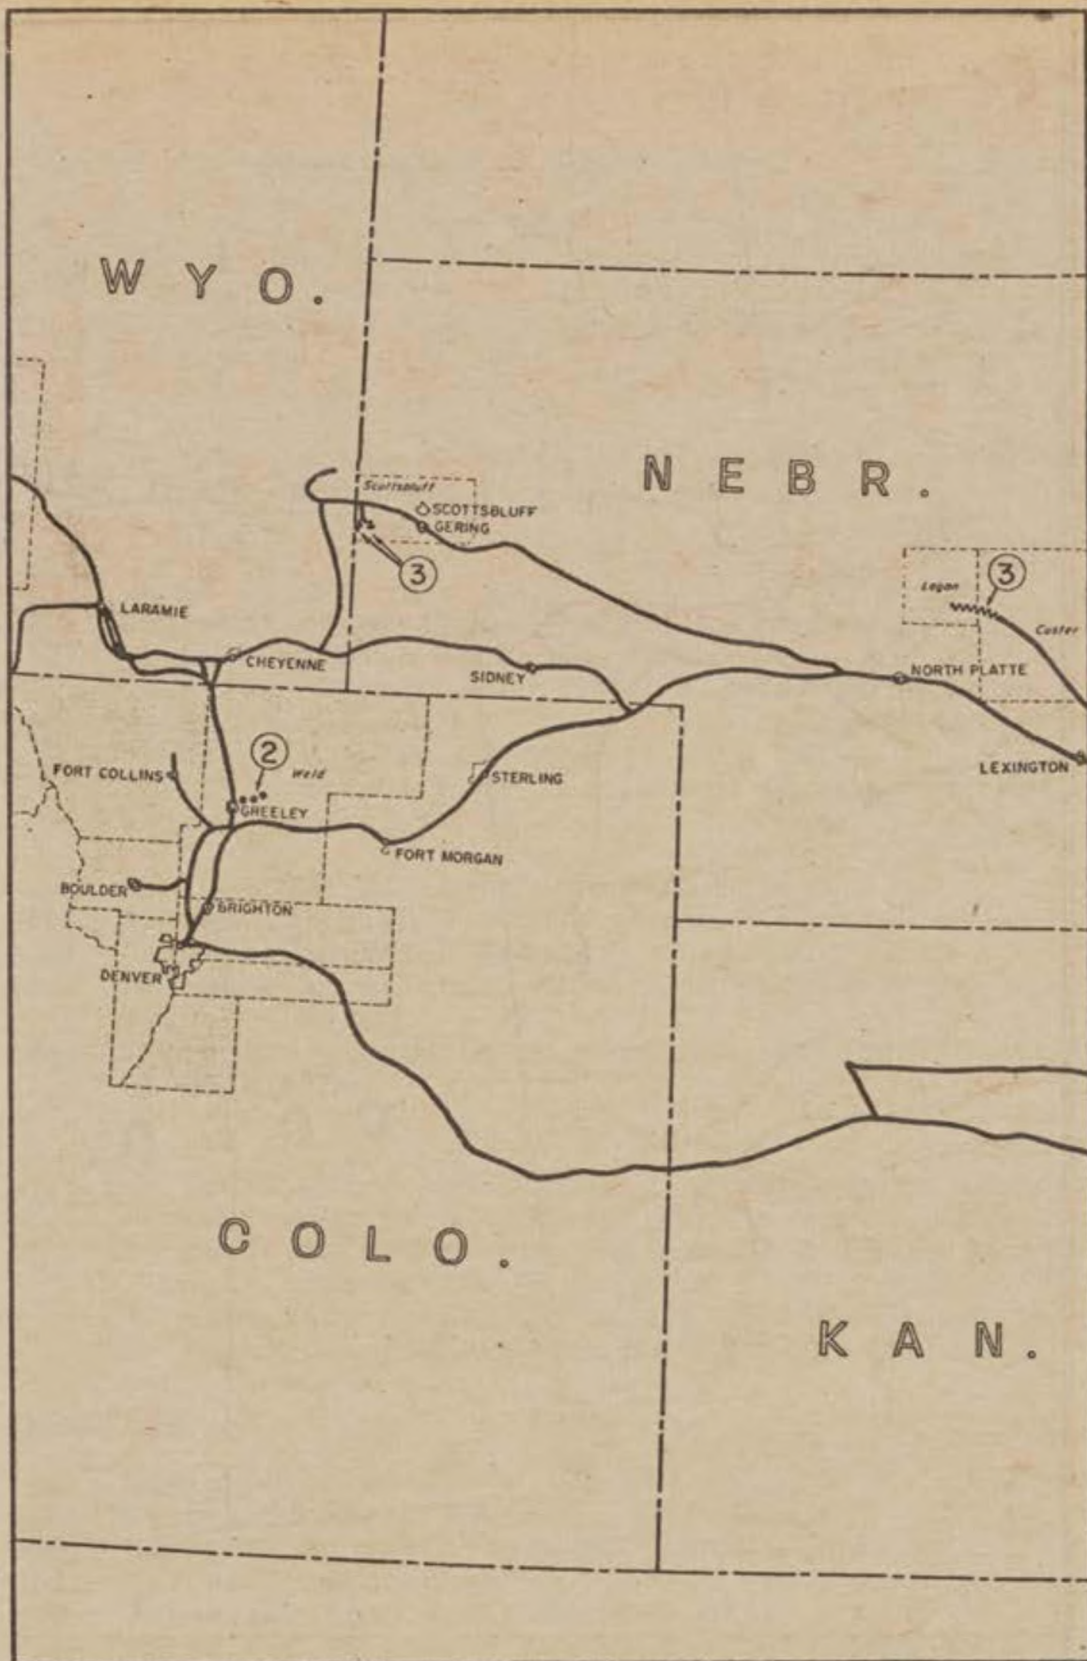 WYO.
NEBR.
Scottsbluff
SCOTTSBLUFF
GERING
3
3
Logan
Custer
LARAMIE
CHEYENNE
SIDNEY
NORTH PLATTE
2
Weld
FORT COLLINS
STERLING
LEXINGTON
GREELEY
FORT MORGAN
BOULDER
BRIGHTON
DENVER
COLO.
KAN.